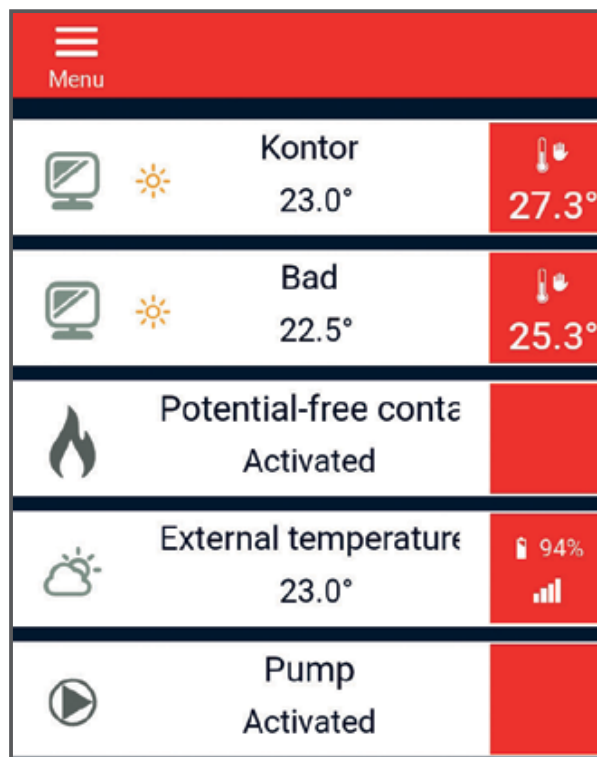 Menu
Kontor
23.0°
27.3°
Bad
22.5°
25.3°
Potential-free conta
Activated
External temperature
23.0°
94%
Pump
Activated